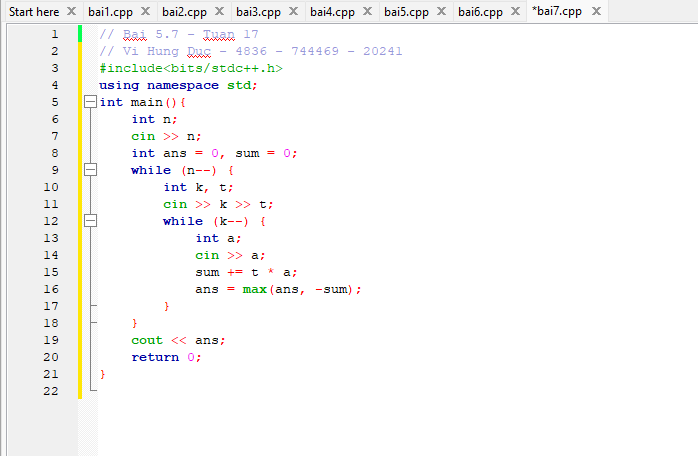 Start here bai1.cpp bai2.cpp bai3.cpp bai4.cpp bai5.cpp bai6.cpp *bai7.cpp
1 // Bai 5.7 - Tuan 17
2 // Vi Hung Duc - 4836 - 744469 - 20241
3 #include<bits/stdc++.h>
4 using namespace std;
5 int main(){
6 int n;
7 cin >> n;
8 int ans = 0, sum = 0;
9 while (n--) {
10 int k, t;
11 cin >> k >> t;
12 while (k--) {
13 int a;
14 cin >> a;
15 sum += t * a;
16 ans = max(ans, -sum);
17 }
18 }
19 cout << ans;
20 return 0;
21 }
22